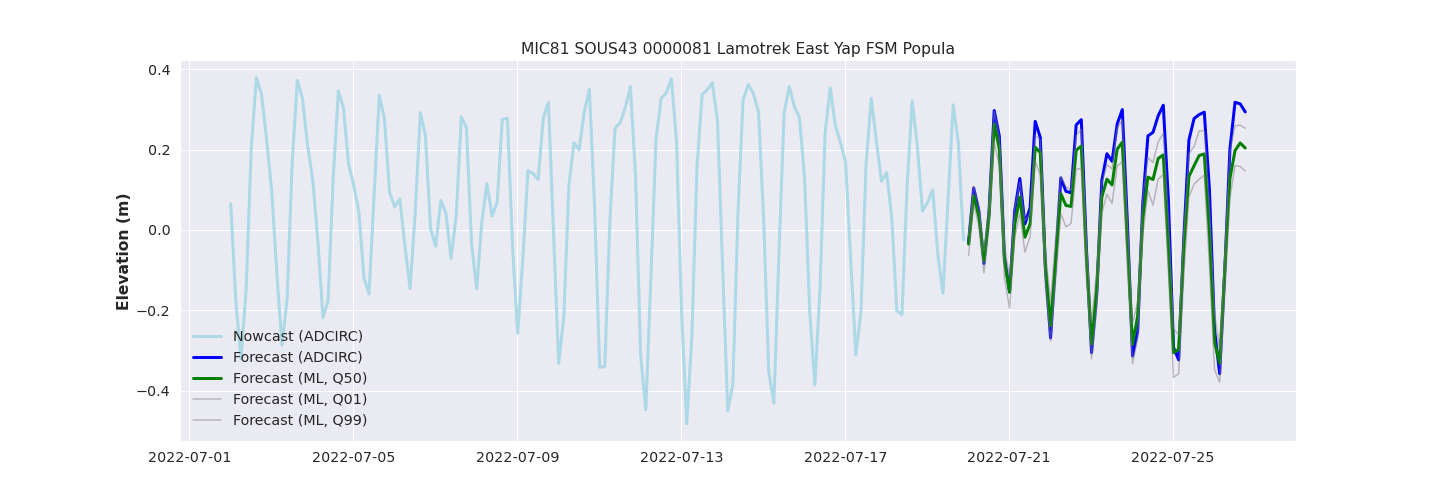 MIC81 SOUS43 0000081 Lamotrek East Yap FSM Popula
Elevation (m)
0.4
0.2
0.0
−0.2
−0.4
Nowcast (ADCIRC)
Forecast (ADCIRC)
Forecast (ML, Q50)
Forecast (ML, Q01)
Forecast (ML, Q99)
2022-07-01 2022-07-05 2022-07-09 2022-07-13 2022-07-17 2022-07-21 2022-07-25